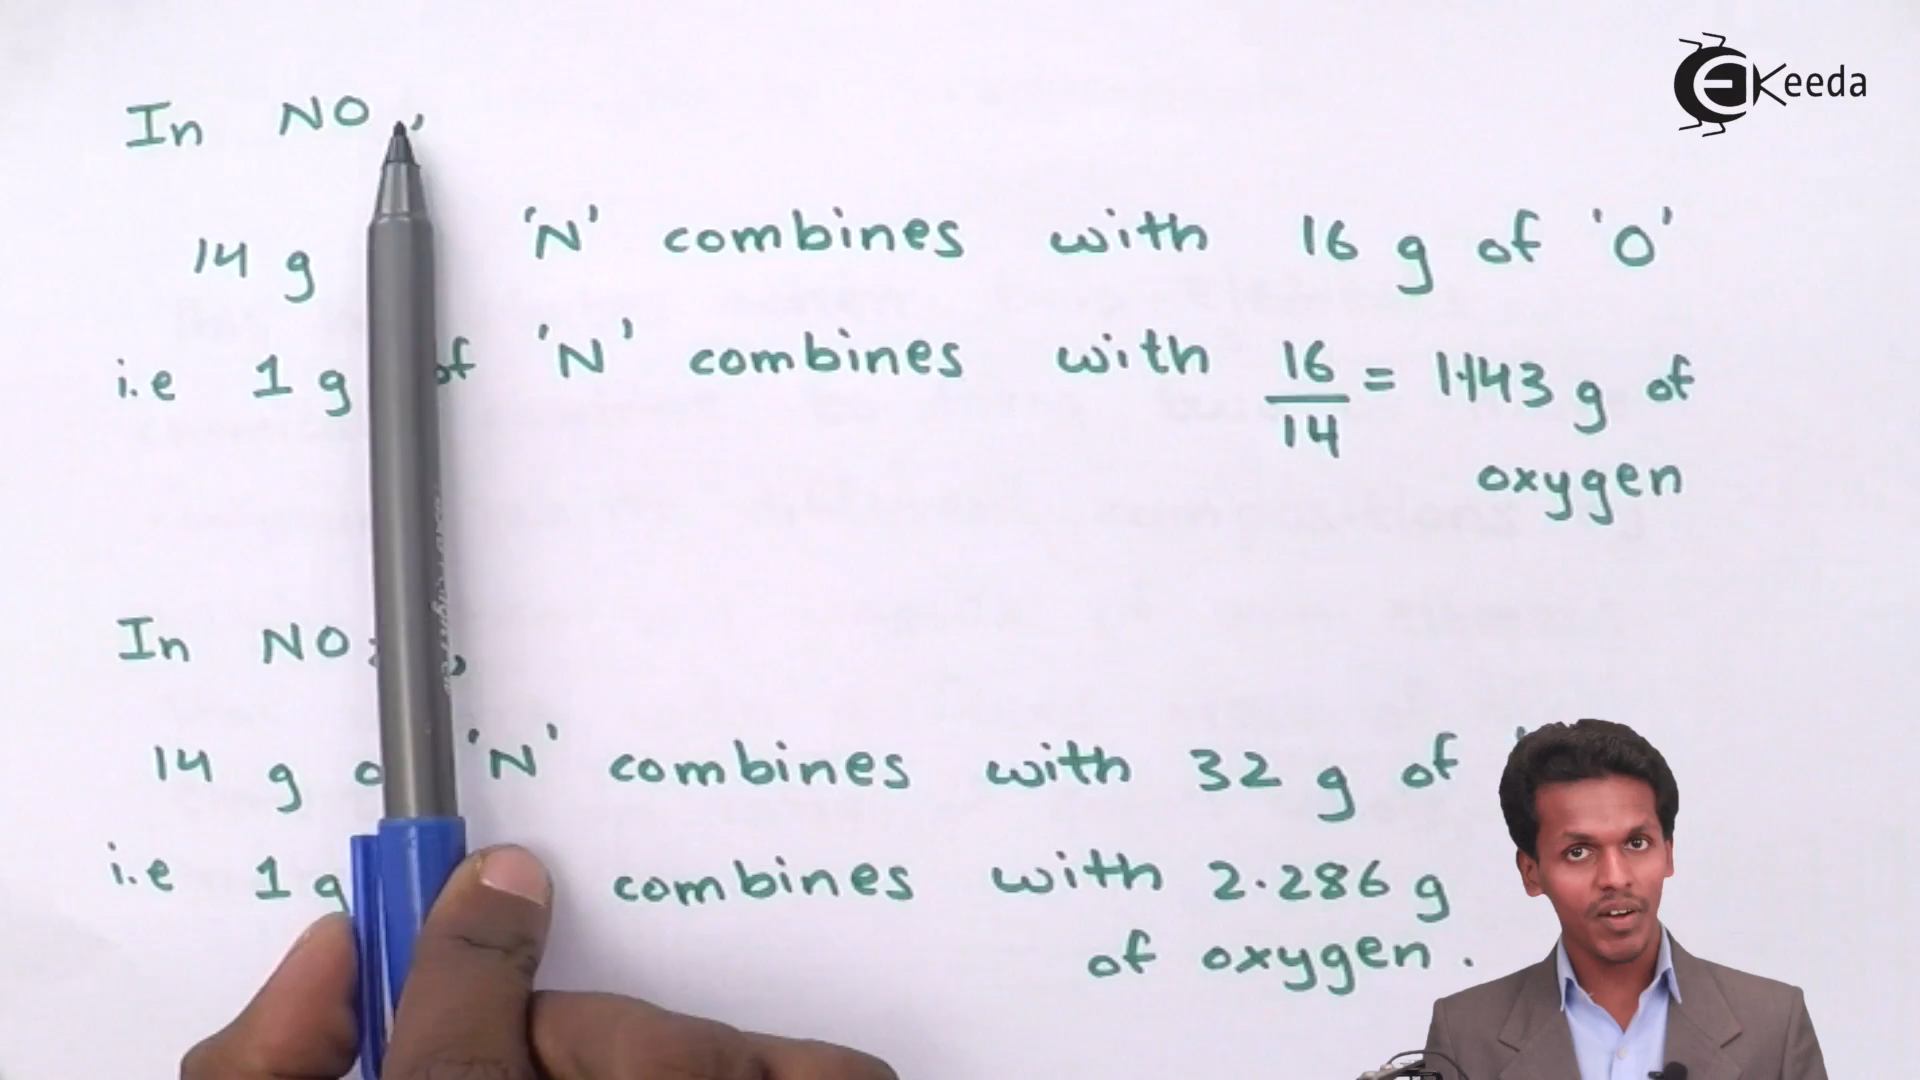 Keeda
In NO,
14 g 'N' combines with 16 g of 'O'
i.e 1 g of 'N' combines with 16/14 = 1.143 g of
oxygen
In NO ,
14 g 'N' combines with 32 g of
i.e 1 g combines with 2.286 g
of oxygen.